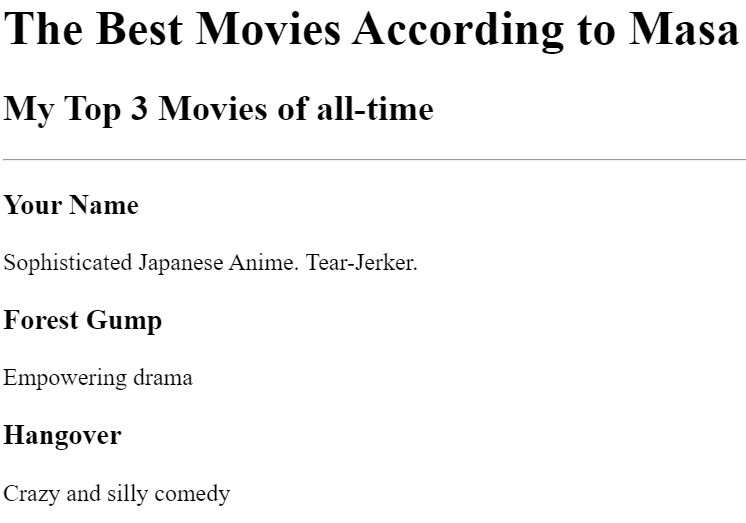 The Best Movies According to Masa
My Top 3 Movies of all-time
Your Name
Sophisticated Japanese Anime. Tear-Jerker.
Forest Gump
Empowering drama
Hangover
Crazy and silly comedy